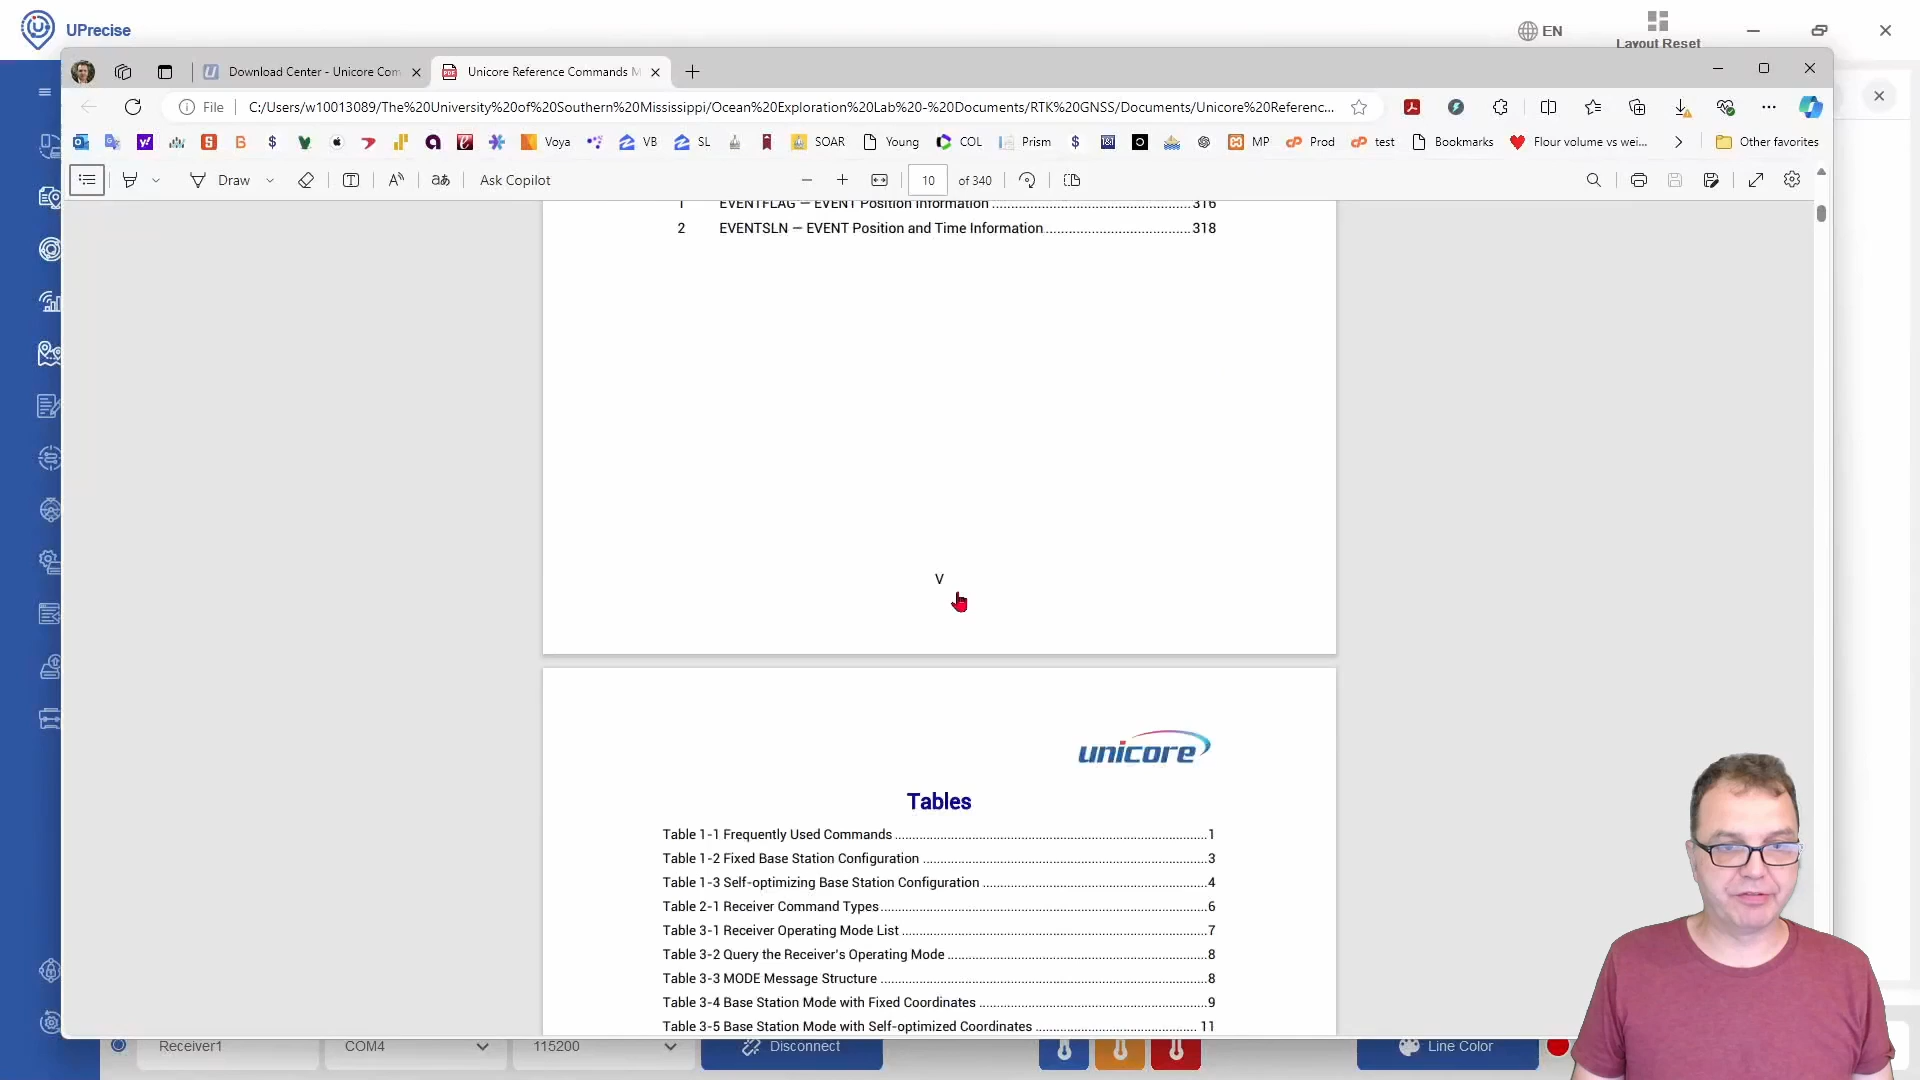 UPrecise
EN
Layout Reset
Download Center - Unicore Com
Unicore Reference Commands M
File
C:/Users/w10013089/The%20University%20of%20Southern%20Mississippi/Ocean%20Exploration%20Lab%20-%20Documents/RTK%20GNSS/Documents/Unicore%20Referenc...
Voya
VB
SL
SOAR
Young
COL
Prism
MP
Prod
test
Bookmarks
Flour volume vs wei...
Other favorites
Draw
Ask Copilot
10 of 340
1 EVENTFLAG — EVENT Position Information 316
2 EVENTSLN — EVENT Position and Time Information 318
V
unicore
Tables
Table 1-1 Frequently Used Commands 1
Table 1-2 Fixed Base Station Configuration 3
Table 1-3 Self-optimizing Base Station Configuration 4
Table 2-1 Receiver Command Types 6
Table 3-1 Receiver Operating Mode List 7
Table 3-2 Query the Receiver's Operating Mode 8
Table 3-3 MODE Message Structure 8
Table 3-4 Base Station Mode with Fixed Coordinates 9
Table 3-5 Base Station Mode with Self-optimized Coordinates 11
Receiver1
COM4
115200
Disconnect
Line Color